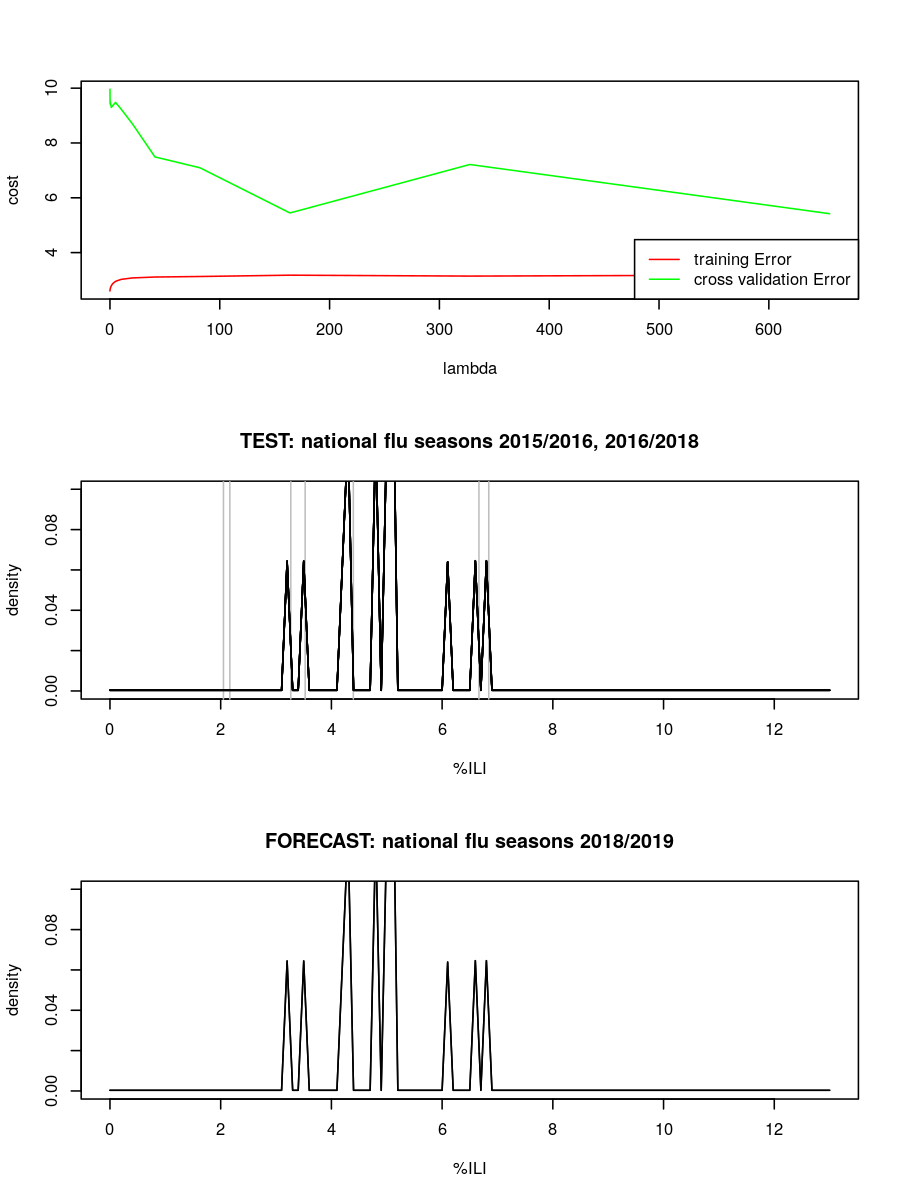 10
8
6
4
cost
training Error
cross validation Error
0 100 200 300 400 500 600
lambda
TEST: national flu seasons 2015/2016, 2016/2018
0.08
0.04
0.00
density
0 2 4 6 8 10 12
%ILI
FORECAST: national flu seasons 2018/2019
0.08
0.04
0.00
density
0 2 4 6 8 10 12
%ILI